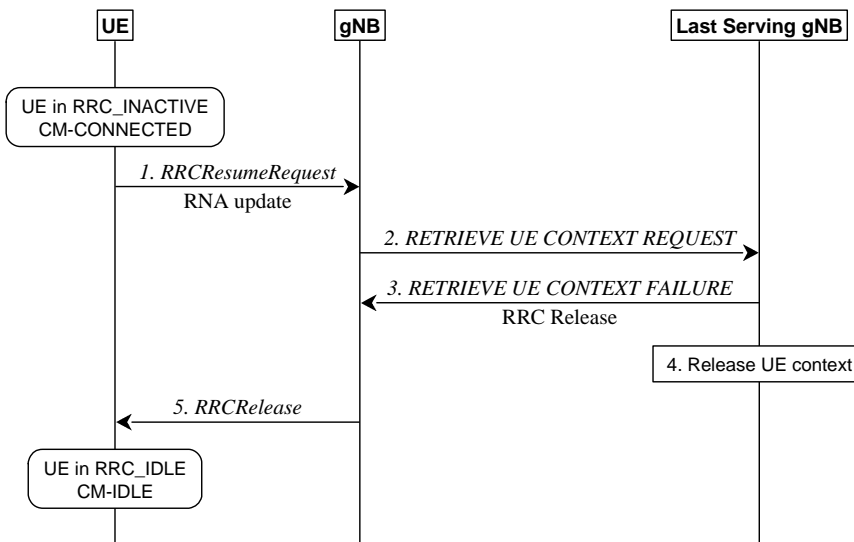 UE
gNB
Last Serving gNB
UE in RRC_INACTIVE
CM-CONNECTED
1. RRCResumeRequest
RNA update
2. RETRIEVE UE CONTEXT REQUEST
3. RETRIEVE UE CONTEXT FAILURE
RRC Release
4. Release UE context
5. RRCRelease
UE in RRC_IDLE
CM-IDLE